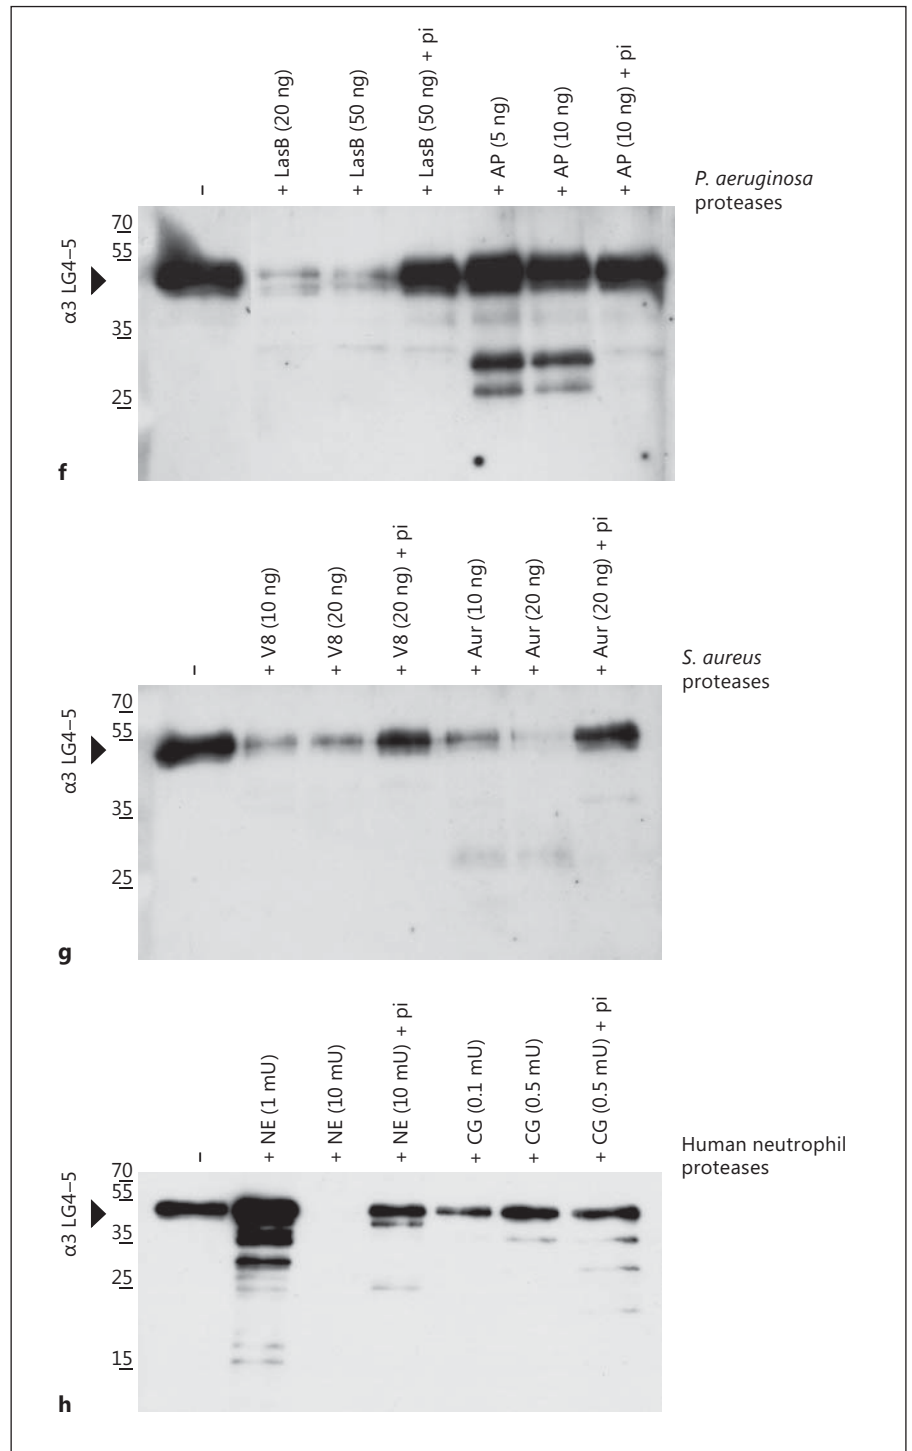 –
+ LasB (20 ng)
+ LasB (50 ng)
+ LasB (50 ng) + pi
+ AP (5 ng)
+ AP (10 ng)
+ AP (10 ng) + pi
P. aeruginosa
proteases
α3 LG4–5
70
55
35
25
f
–
+ V8 (10 ng)
+ V8 (20 ng)
+ V8 (20 ng) + pi
+ Aur (10 ng)
+ Aur (20 ng)
+ Aur (20 ng) + pi
S. aureus
proteases
α3 LG4–5
70
55
35
25
g
–
+ NE (1 mU)
+ NE (10 mU)
+ NE (10 mU) + pi
+ CG (0.1 mU)
+ CG (0.5 mU)
+ CG (0.5 mU) + pi
Human neutrophil
proteases
α3 LG4–5
70
55
35
25
15
h